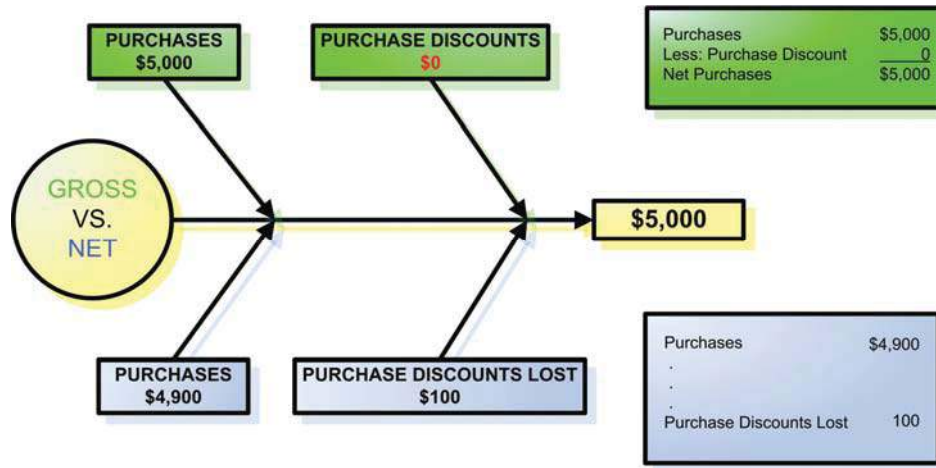 PURCHASES
$5,000
PURCHASE DISCOUNTS
$0
Purchases $5,000
Less: Purchase Discount 0
Net Purchases $5,000
GROSS
VS.
NET
$5,000
PURCHASES
$4,900
PURCHASE DISCOUNTS LOST
$100
Purchases $4,900
.
.
.
Purchase Discounts Lost 100